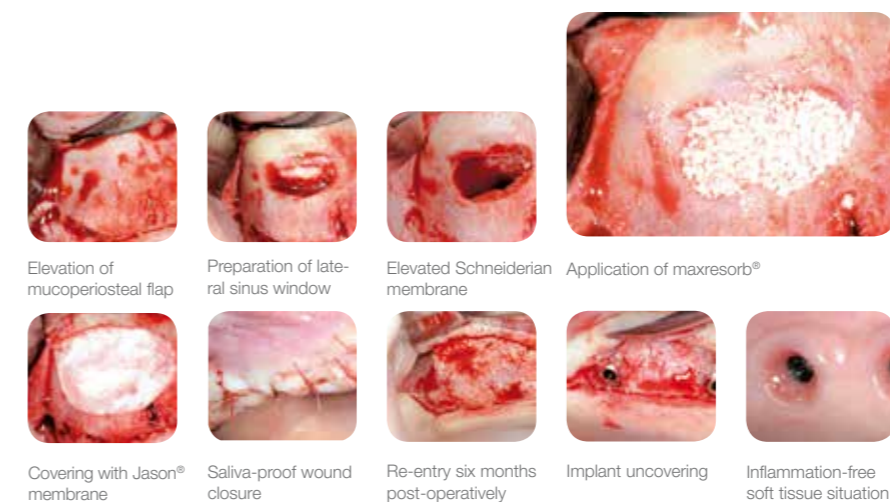 Elevation of
mucoperiosteal flap
Preparation of late-
ral sinus window
Elevated Schneiderian
membrane
Application of maxresorb®
Covering with Jason®
membrane
Saliva-proof wound
closure
Re-entry six months
post-operatively
Implant uncovering
Inflammation-free
soft tissue situation